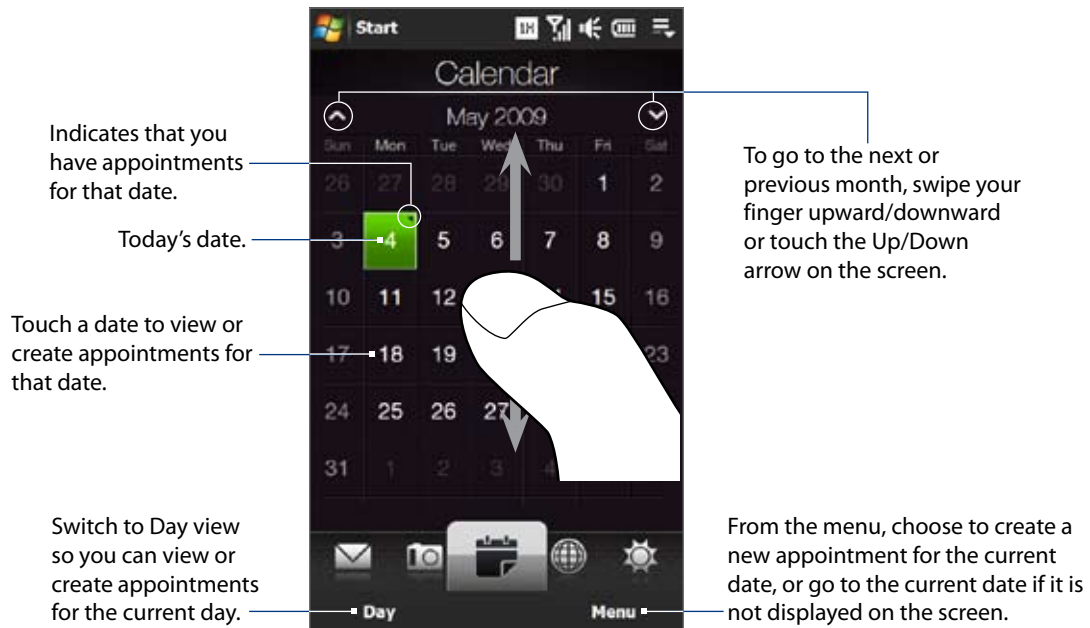 Start
Calendar
May 2009
Sun Mon Tue Wed Thu Fri Sat
26 27 28 29 30 1 2
3 4 5 6 7 8 9
10 11 12 15 16
17 18 19 23
24 25 26 27
31 1 2 3 4
Day Menu
Indicates that you
have appointments
for that date.
Today's date.
Touch a date to view or
create appointments for
that date.
Switch to Day view
so you can view or
create appointments
for the current day.
To go to the next or
previous month, swipe your
finger upward/downward
or touch the Up/Down
arrow on the screen.
From the menu, choose to create a
new appointment for the current
date, or go to the current date if it is
not displayed on the screen.